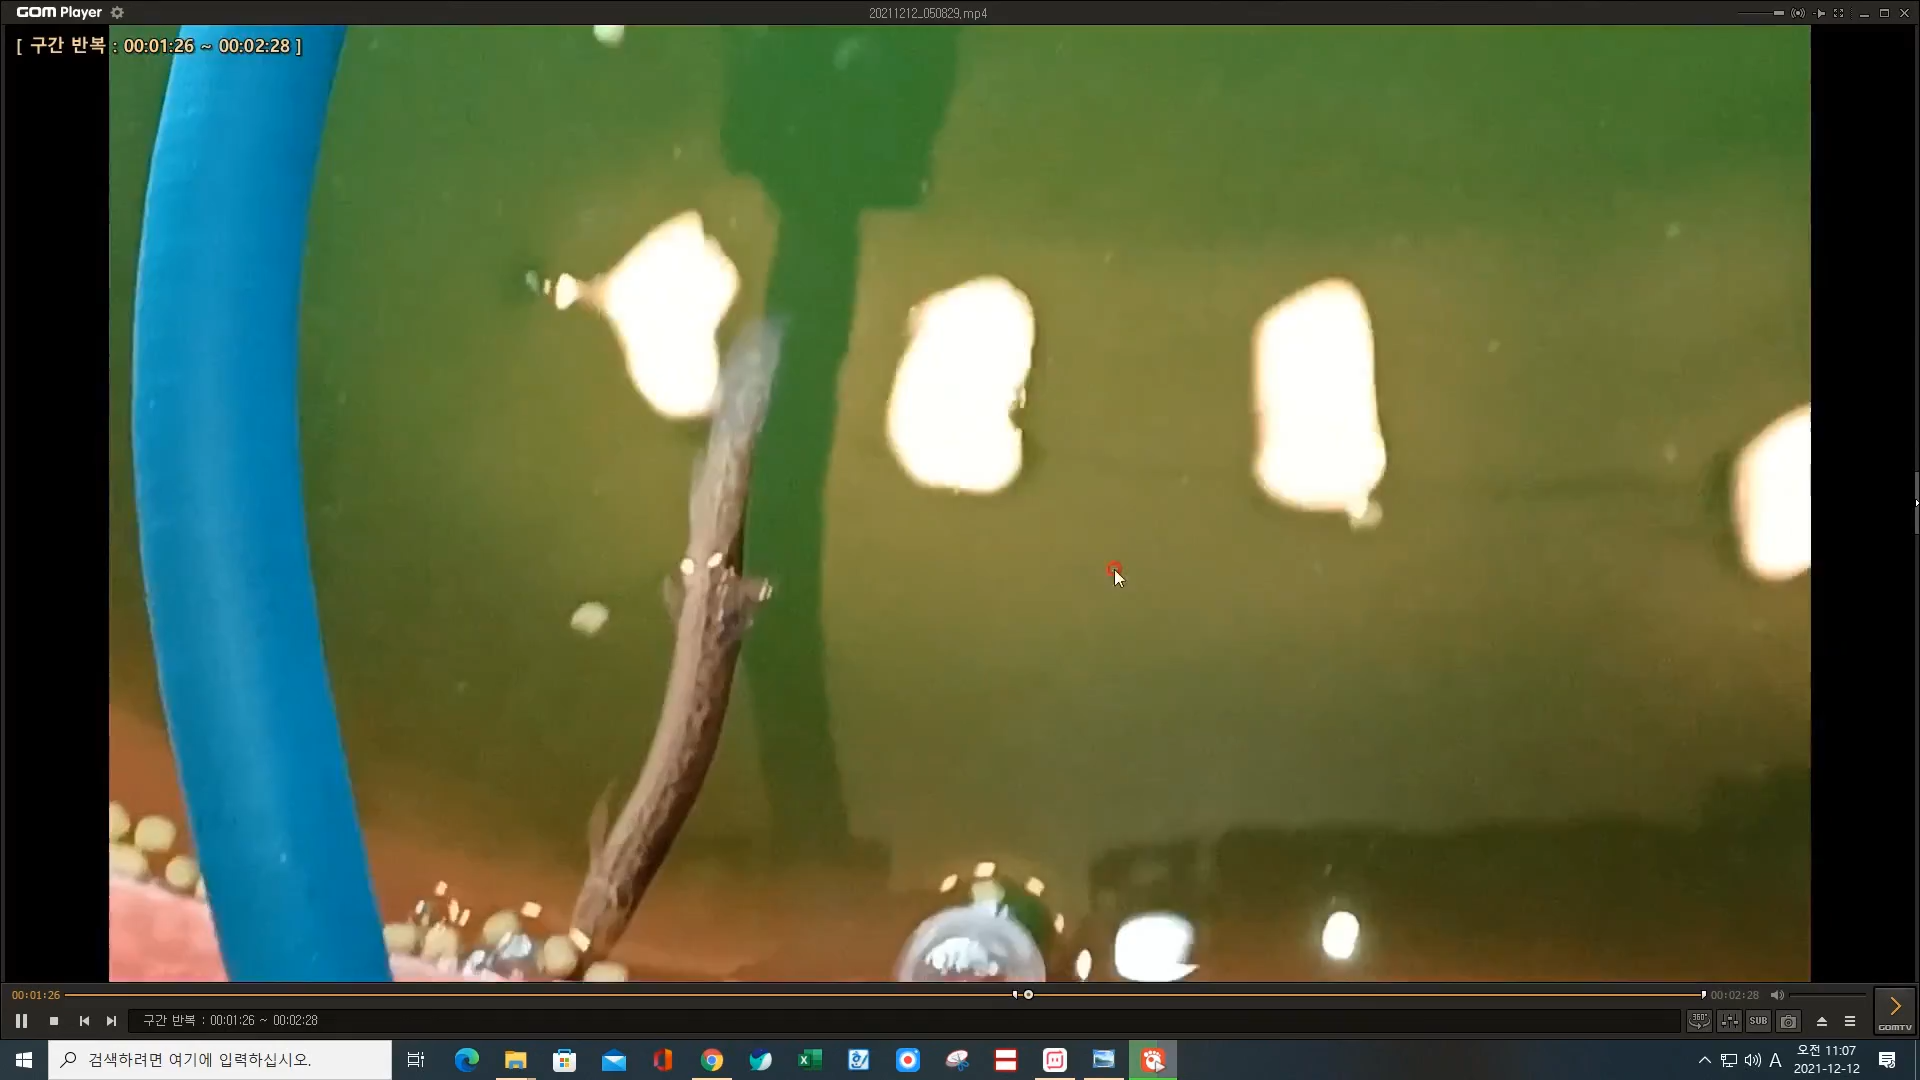 GOM Player
20211212_050829.mp4
[ 구간 반복 : 00:01:26 ~ 00:02:28 ]
00:01:26
00:02:28
구간 반복 : 00:01:26 ~ 00:02:28
360°
SUB
GOMTV
검색하려면 여기에 입력하십시오.
A
오전 11:07
2021-12-12